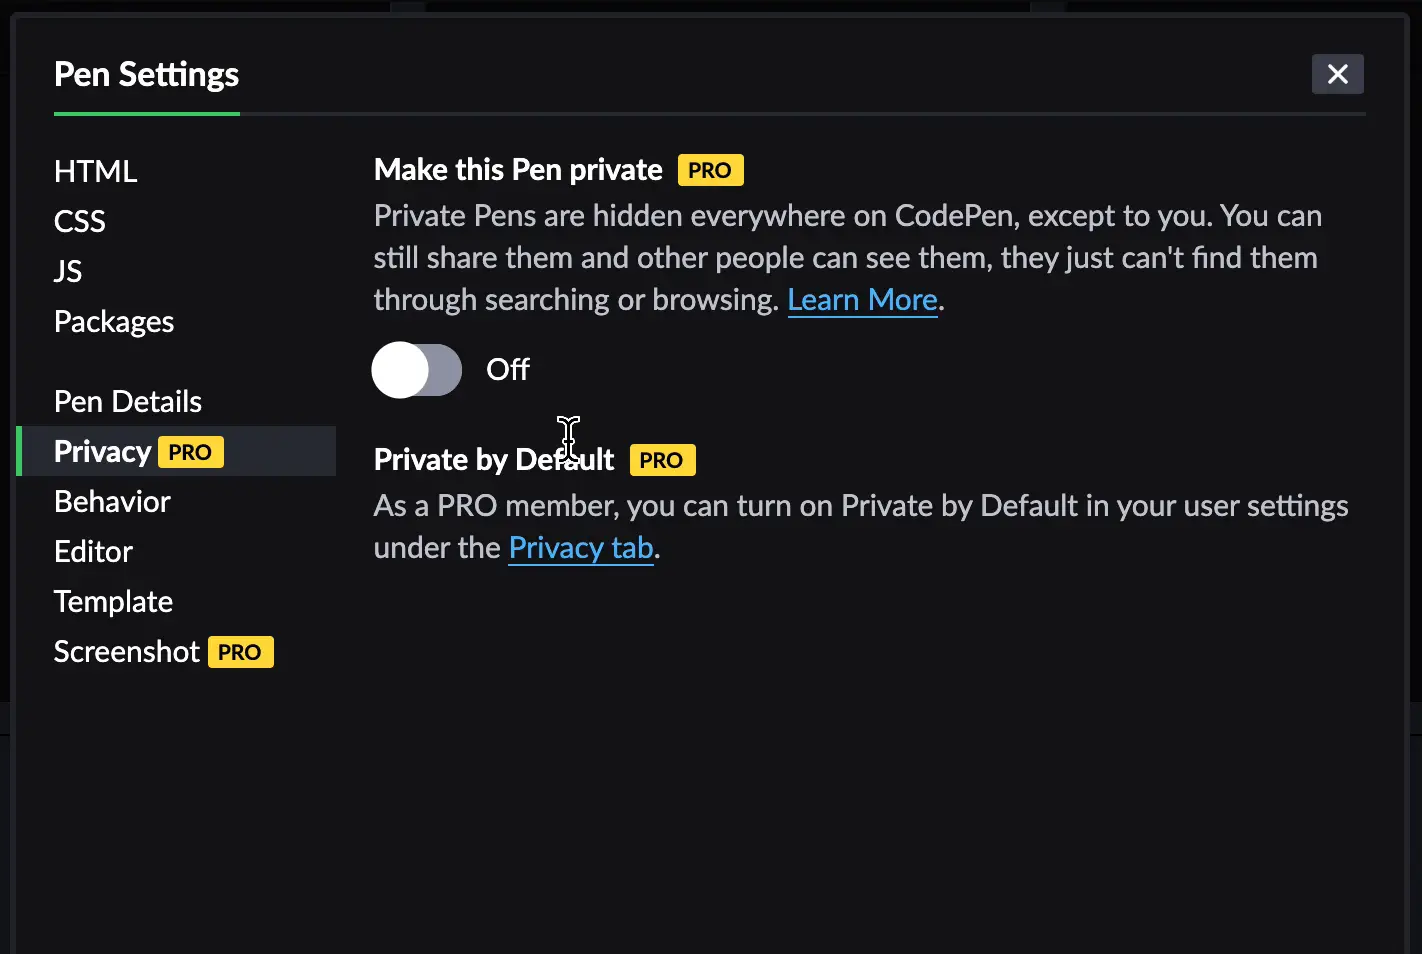 Pen Settings
HTML
CSS
JS
Packages
Pen Details
Privacy PRO
Behavior
Editor
Template
Screenshot PRO
Make this Pen private PRO
Private Pens are hidden everywhere on CodePen, except to you. You can
still share them and other people can see them, they just can't find them
through searching or browsing. Learn More.
Off
Private by Default PRO
As a PRO member, you can turn on Private by Default in your user settings
under the Privacy tab.